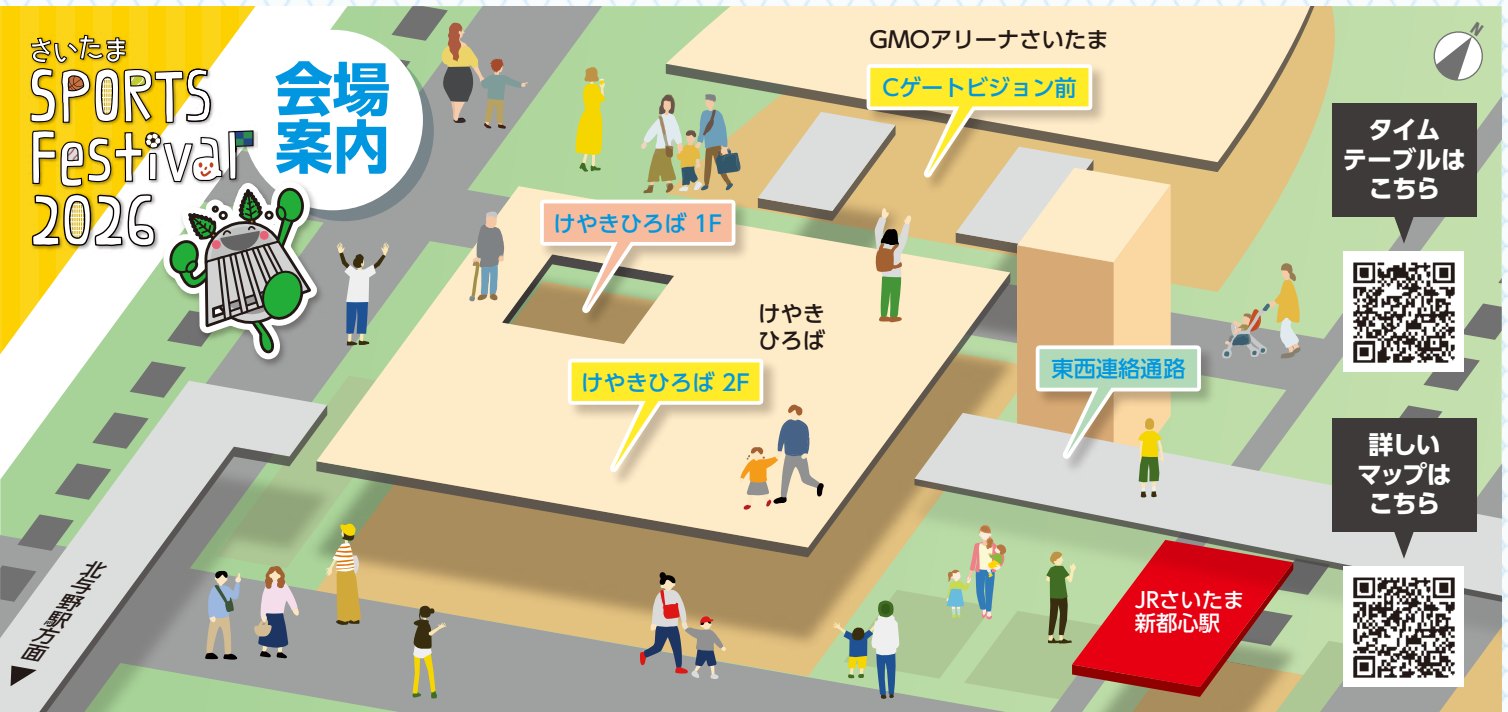 さいたま
SPORTS
Festival
2026
会場
案内
GMOアリーナさいたま
Cゲートビジョン前
N
けやきひろば 1F
けやき
ひろば
けやきひろば 2F
東西連絡通路
JRさいたま
新都心駅
北与野駅方面
タイム
テーブルは
こちら
詳しい
マップは
こちら